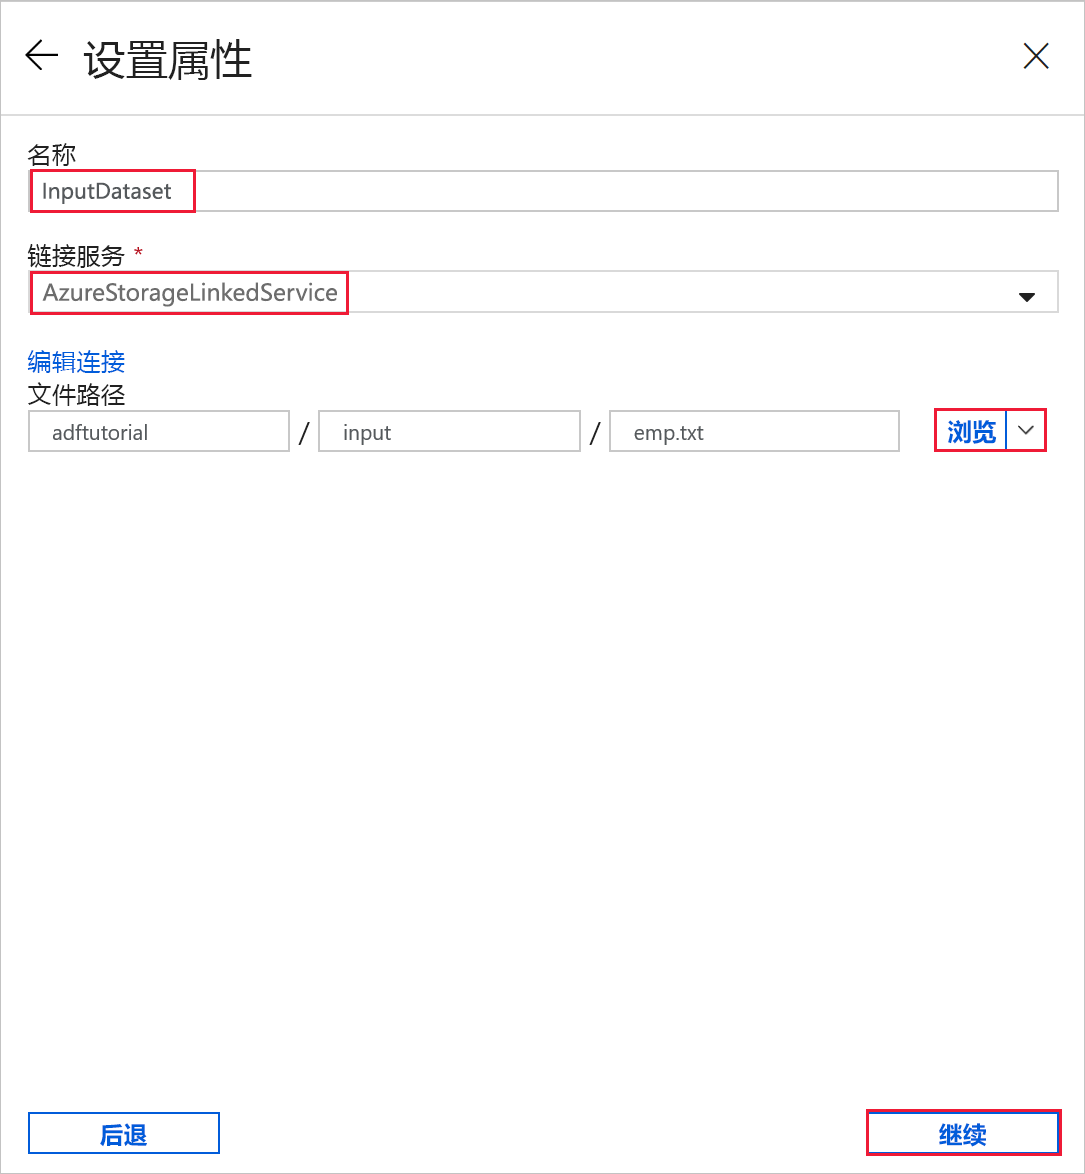 设置属性
名称
InputDataset
链接服务 *
AzureStorageLinkedService
编辑连接
文件路径
adftutorial / input / emp.txt 浏览
后退 继续